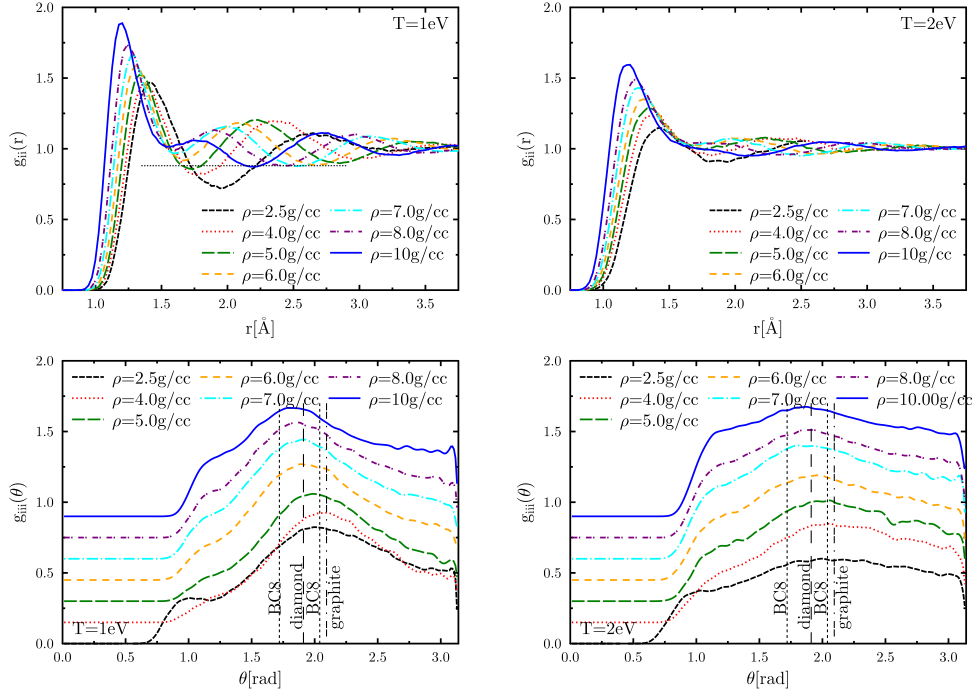 T=1eV
2.0
1.5
1.0
0.5
0.0
g_ii(r)
ρ=2.5g/cc
ρ=4.0g/cc
ρ=5.0g/cc
ρ=6.0g/cc
ρ=7.0g/cc
ρ=8.0g/cc
ρ=10g/cc
1.0 1.5 2.0 2.5 3.0 3.5
r[Å]
T=2eV
2.0
1.5
1.0
0.5
0.0
g_ii(r)
ρ=2.5g/cc
ρ=4.0g/cc
ρ=5.0g/cc
ρ=6.0g/cc
ρ=7.0g/cc
ρ=8.0g/cc
ρ=10g/cc
1.0 1.5 2.0 2.5 3.0 3.5
r[Å]
2.0
1.5
1.0
0.5
0.0
g_iii(θ)
ρ=2.5g/cc
ρ=4.0g/cc
ρ=5.0g/cc
ρ=6.0g/cc
ρ=7.0g/cc
ρ=8.0g/cc
ρ=10g/cc
BC8
diamond
BC8
graphite
T=1eV
0.0 0.5 1.0 1.5 2.0 2.5 3.0
θ[rad]
2.0
1.5
1.0
0.5
0.0
g_iii(θ)
ρ=2.5g/cc
ρ=4.0g/cc
ρ=5.0g/cc
ρ=6.0g/cc
ρ=7.0g/cc
ρ=8.0g/cc
ρ=10.00g/cc
BC8
diamond
BC8
graphite
T=2eV
0.0 0.5 1.0 1.5 2.0 2.5 3.0
θ[rad]